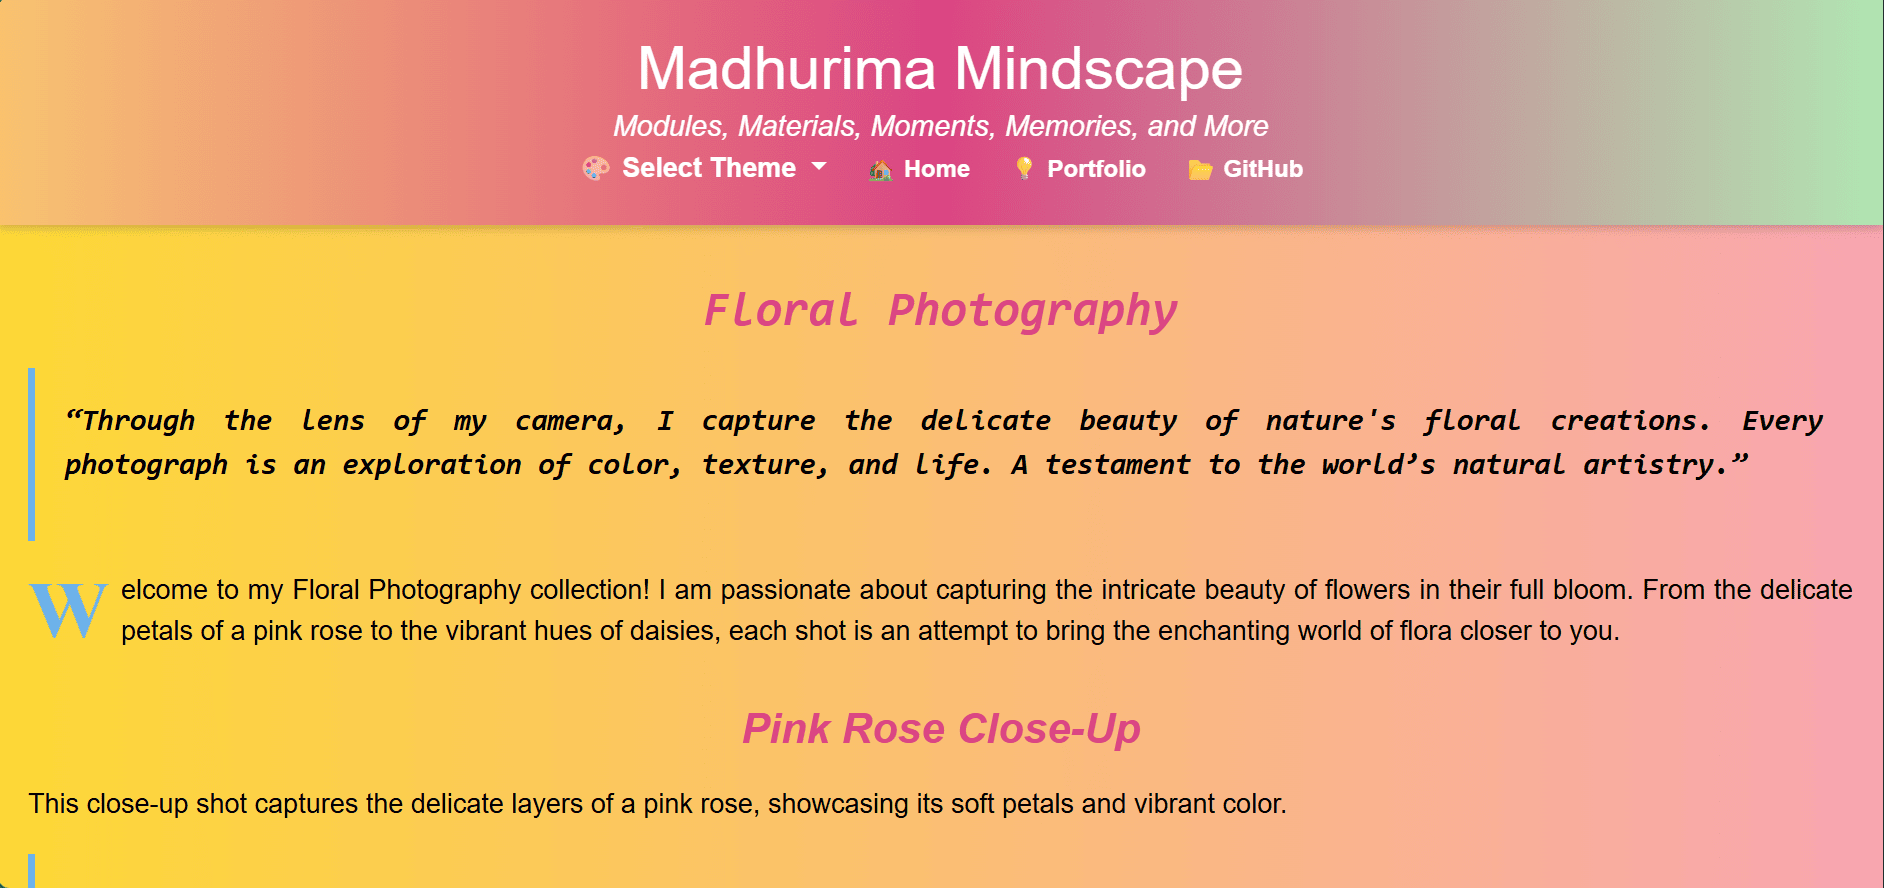 Madhurima Mindscape
Modules, Materials, Moments, Memories, and More
Select Theme Home Portfolio GitHub
Floral Photography
“Through the lens of my camera, I capture the delicate beauty of nature's floral creations. Every
photograph is an exploration of color, texture, and life. A testament to the world’s natural artistry.”
Welcome to my Floral Photography collection! I am passionate about capturing the intricate beauty of flowers in their full bloom. From the delicate
petals of a pink rose to the vibrant hues of daisies, each shot is an attempt to bring the enchanting world of flora closer to you.
Pink Rose Close-Up
This close-up shot captures the delicate layers of a pink rose, showcasing its soft petals and vibrant color.